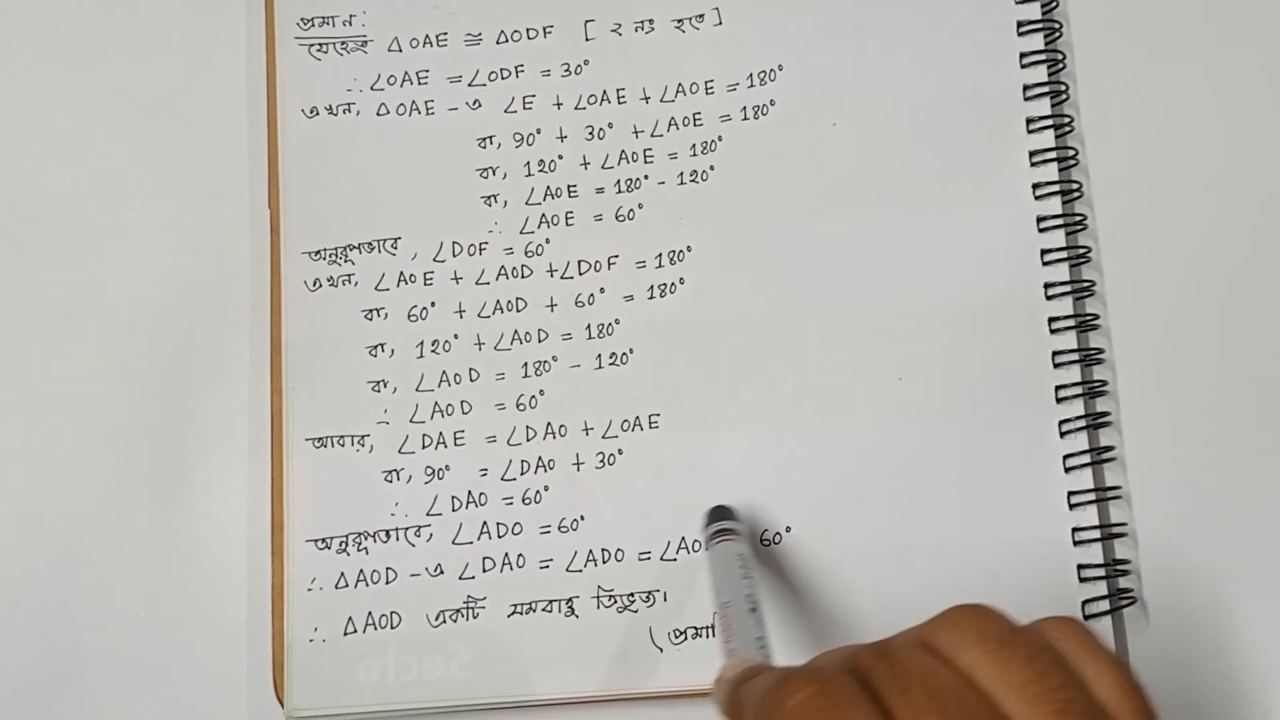 প্রমান:
যেহেতু △OAE ≅ △ODF [ ২ নং হতে ]
∴ ∠OAE = ∠ODF = 30°
এখন, △OAE - এ ∠E + ∠OAE + ∠AOE = 180°
বা, 90° + 30° + ∠AOE = 180°
বা, 120° + ∠AOE = 180°
বা, ∠AOE = 180° - 120°
∴ ∠AOE = 60°
অনুরূপভাবে, ∠DOF = 60°
এখন, ∠AOE + ∠AOD + ∠DOF = 180°
বা, 60° + ∠AOD + 60° = 180°
বা, 120° + ∠AOD = 180°
বা, ∠AOD = 180° - 120°
∴ ∠AOD = 60°
আবার, ∠DAE = ∠DAO + ∠OAE
বা, 90° = ∠DAO + 30°
∴ ∠DAO = 60°
অনুরূপভাবে, ∠ADO = 60°
∴ △AOD - এ ∠DAO = ∠ADO = ∠AO 60°
∴ △AOD একটি সমবাহু ত্রিভুজ।